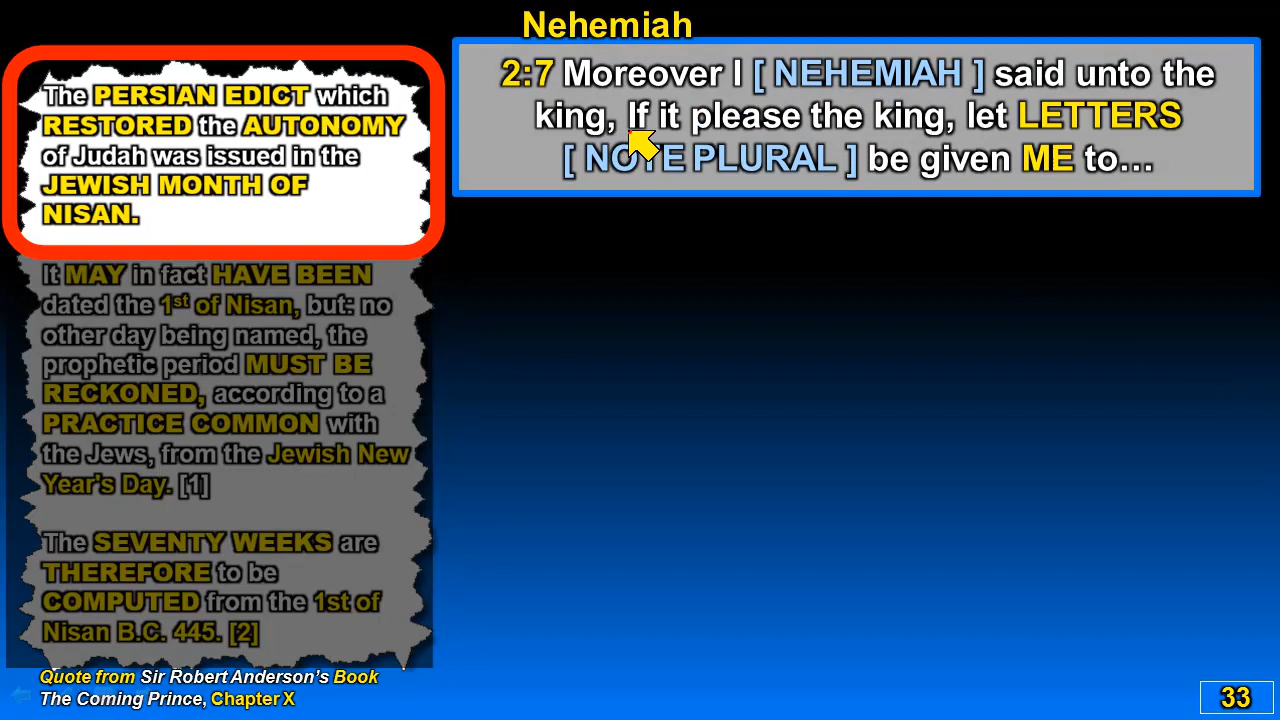 Nehemiah
The PERSIAN EDICT which
RESTORED the AUTONOMY
of Judah was issued in the
JEWISH MONTH OF
NISAN.
It MAY in fact HAVE BEEN
dated the 1st of Nisan, but: no
other day being named, the
prophetic period MUST BE
RECKONED, according to a
PRACTICE COMMON with
the Jews, from the Jewish New
Year's Day. [1]
The SEVENTY WEEKS are
THEREFORE to be
COMPUTED from the 1st of
Nisan B.C. 445. [2]
Quote from Sir Robert Anderson's Book
The Coming Prince, Chapter X
2:7 Moreover I [ NEHEMIAH ] said unto the
king, If it please the king, let LETTERS
[ NOTE PLURAL ] be given ME to…
33